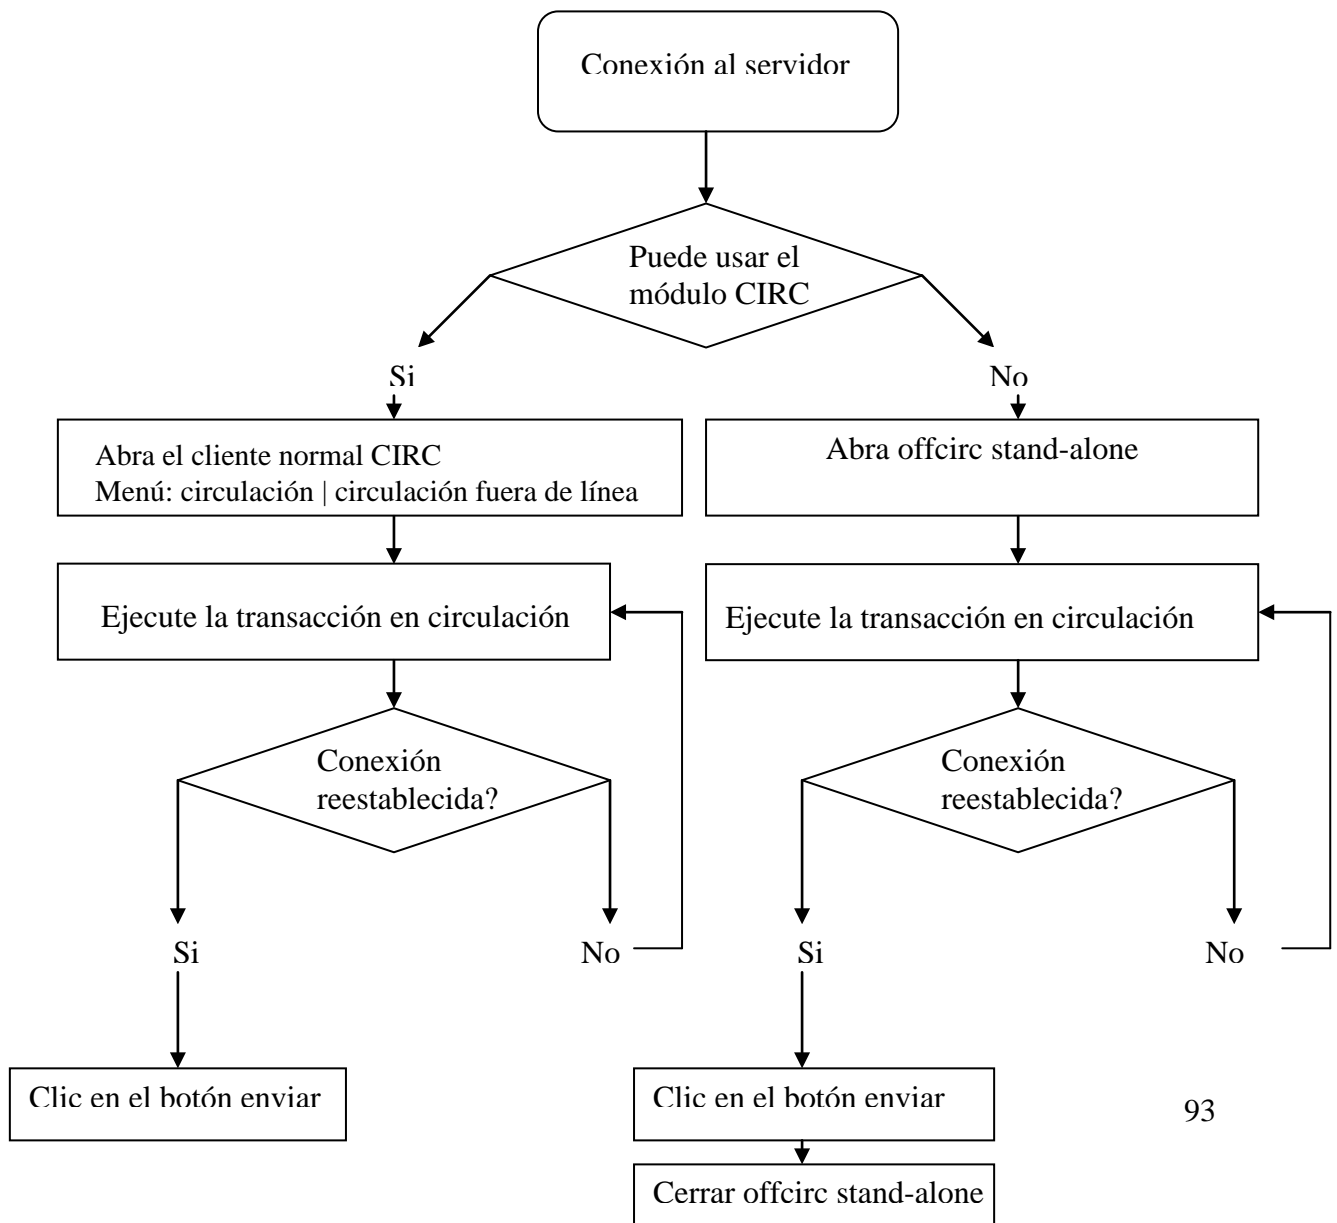 Conexión al servidor
Puede usar el
módulo CIRC
Si
No
Abra el cliente normal CIRC
Menú: circulación | circulación fuera de línea
Abra offcirc stand-alone
Ejecute la transacción en circulación
Ejecute la transacción en circulación
Conexión
reestablecida?
Conexión
reestablecida?
Si
No
Si
No
Clic en el botón enviar
Clic en el botón enviar
93
Cerrar offcirc stand-alone